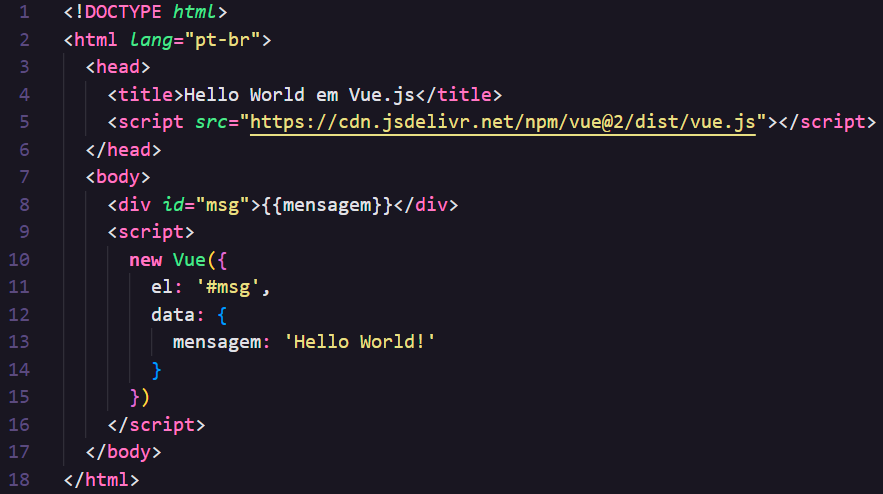 1 <!DOCTYPE html>
2 <html lang="pt-br">
3 <head>
4 <title>Hello World em Vue.js</title>
5 <script src="https://cdn.jsdelivr.net/npm/vue@2/dist/vue.js"></script>
6 </head>
7 <body>
8 <div id="msg">{{mensagem}}</div>
9 <script>
10 new Vue({
11 el: '#msg',
12 data: {
13 mensagem: 'Hello World!'
14 }
15 })
16 </script>
17 </body>
18 </html>